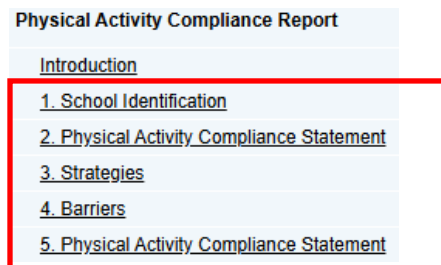 Physical Activity Compliance Report
Introduction
1. School Identification
2. Physical Activity Compliance Statement
3. Strategies
4. Barriers
5. Physical Activity Compliance Statement